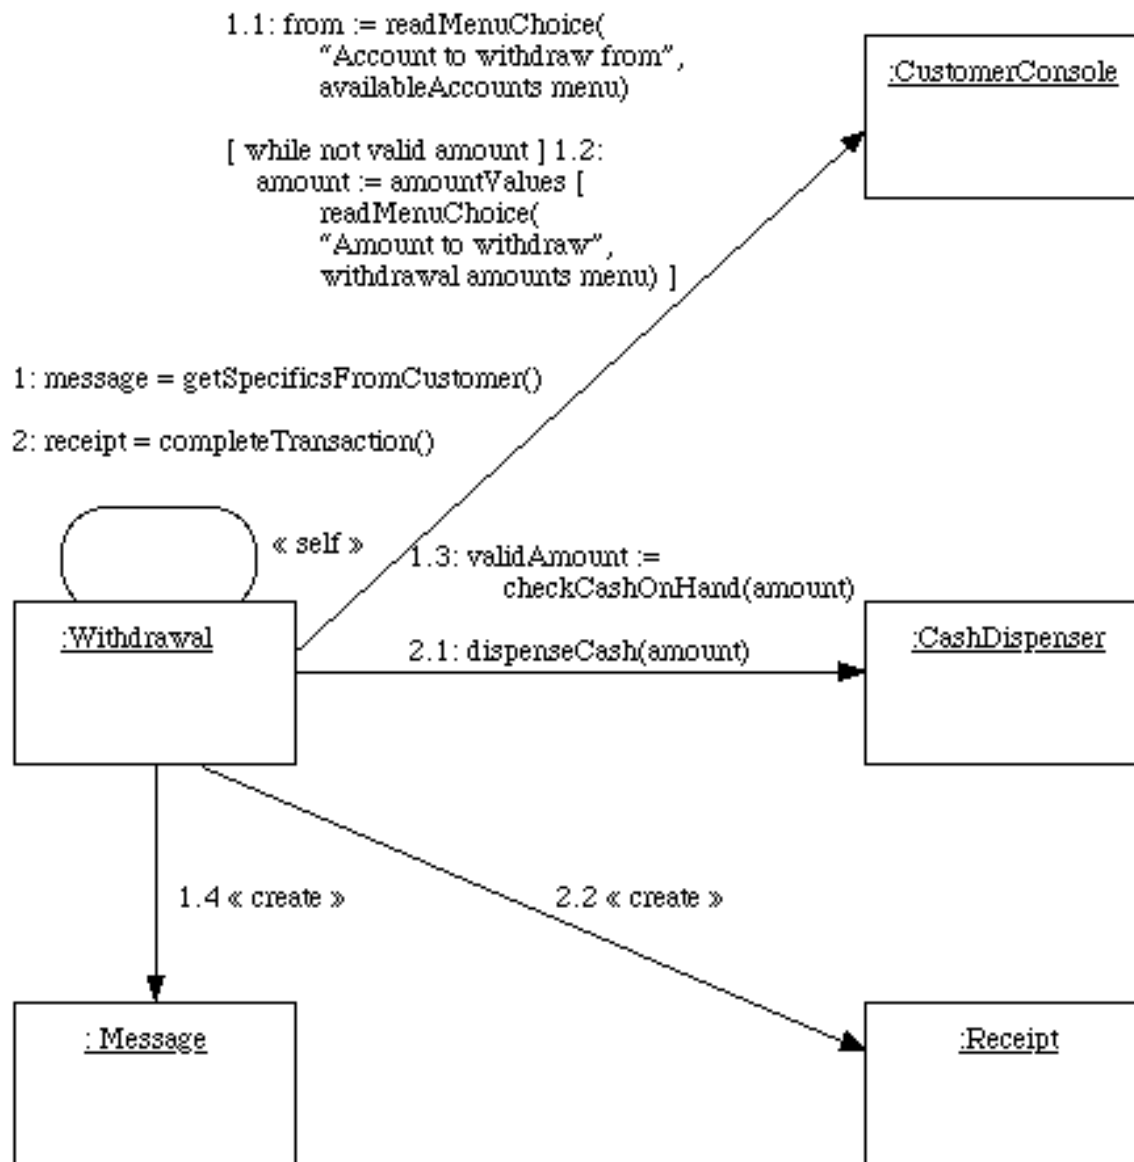 1.1: from := readMenuChoice(
“Account to withdraw from”,
availableAccounts menu)
:CustomerConsole
[ while not valid amount ] 1.2:
amount := amountValues [
readMenuChoice(
“Amount to withdraw”,
withdrawal amounts menu) ]
1: message = getSpecificsFromCustomer()
2: receipt = completeTransaction()
« self »
1.3: validAmount :=
checkCashOnHand(amount)
:Withdrawal
2.1: dispenseCash(amount)
:CashDispenser
1.4 « create »
2.2 « create »
: Message
:Receipt